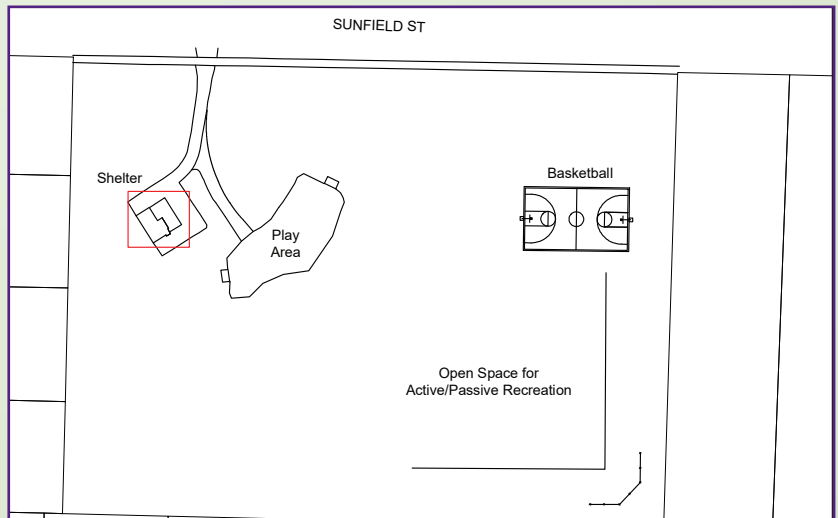 SUNFIELD ST
Shelter
Basketball
Play
Area
Open Space for
Active/Passive Recreation